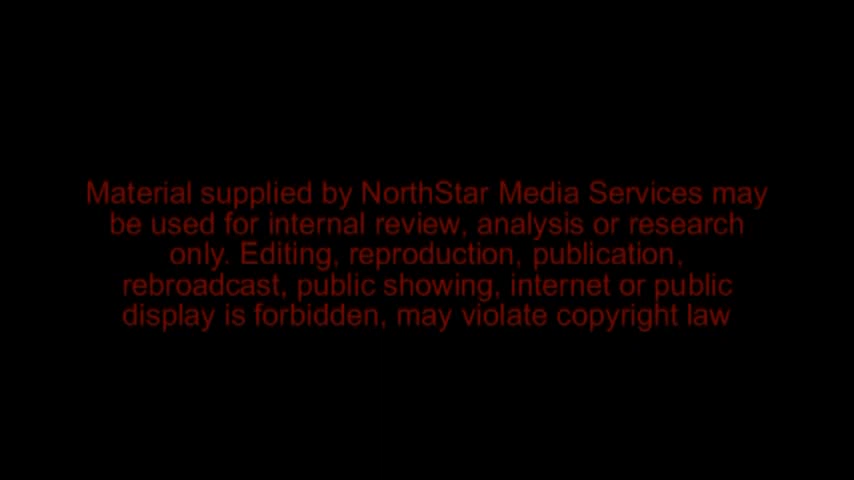 Material supplied by NorthStar Media Services may
be used for internal review, analysis or research
only. Editing, reproduction, publication,
rebroadcast, public showing, internet or public
display is forbidden, may violate copyright law